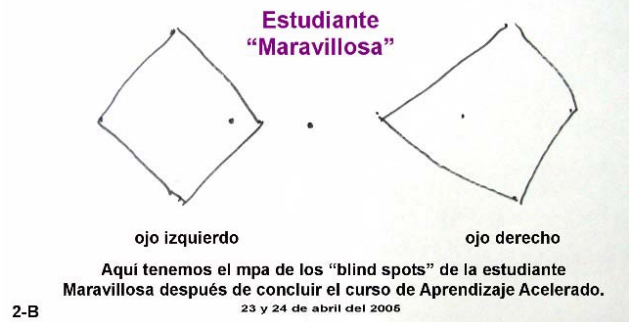 Estudiante
“Maravillosa”
ojo izquierdo
ojo derecho
Aquí tenemos el mpa de los “blind spots” de la estudiante
Maravillosa después de concluir el curso de Aprendizaje Acelerado.
2-B
23 y 24 de abril del 2005